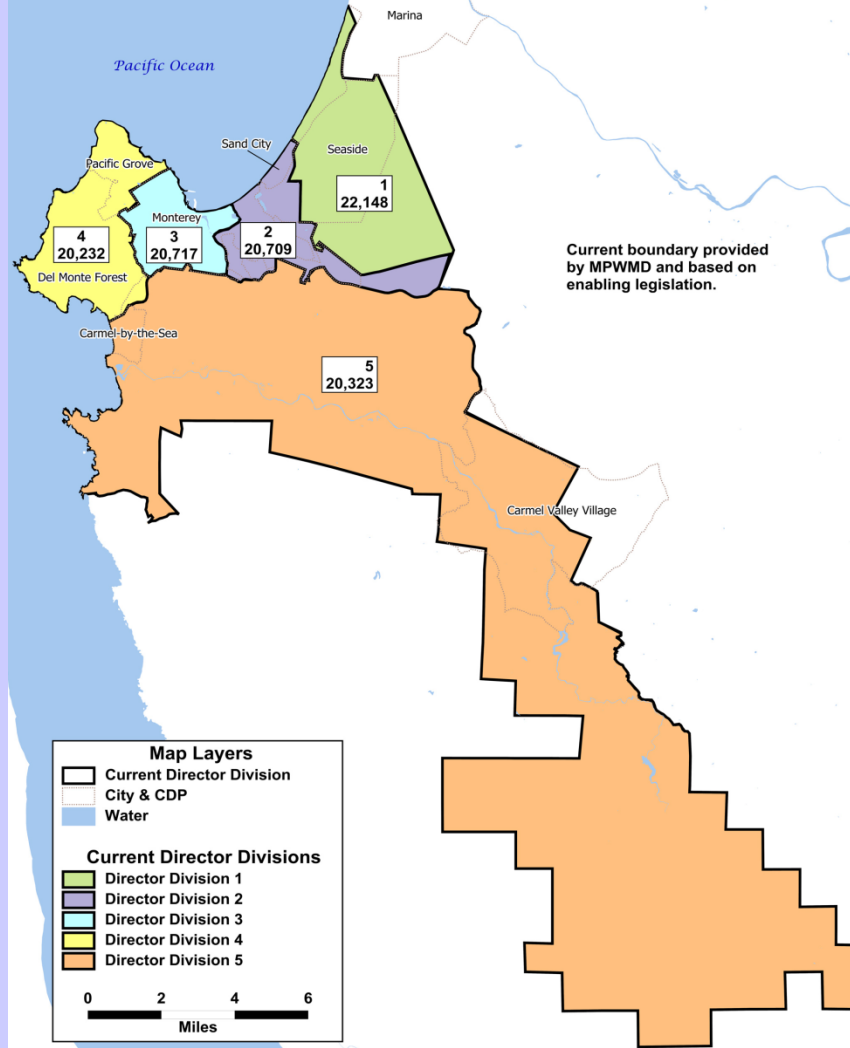 Marina
Pacific Ocean
Sand City
Seaside
Pacific Grove
1
22,148
Monterey
4
20,232
3
20,717
2
20,709
Current boundary provided
by MPWMD and based on
enabling legislation.
Del Monte Forest
Carmel-by-the-Sea
5
20,323
Carmel Valley Village
Map Layers
Current Director Division
City & CDP
Water
Current Director Divisions
Director Division 1
Director Division 2
Director Division 3
Director Division 4
Director Division 5
0 2 4 6
Miles